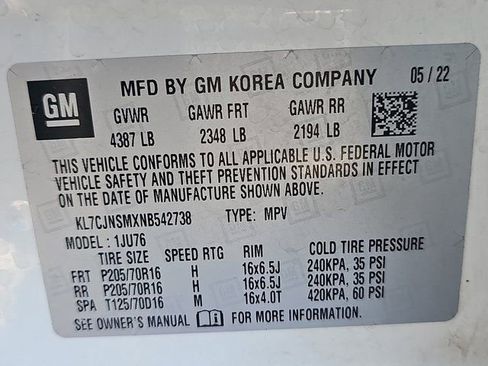 GM MFD BY GM KOREA COMPANY 05/22
GVWR GAWR FRT GAWR RR
4387 LB 2348 LB 2194 LB
THIS VEHICLE CONFORMS TO ALL APPLICABLE U.S. FEDERAL MOTOR
VEHICLE SAFETY AND THEFT PREVENTION STANDARDS IN EFFECT
ON THE DATE OF MANUFACTURE SHOWN ABOVE.
KL7CJNSMXNB542738 TYPE: MPV
MODEL: 1JU76
TIRE SIZE SPEED RTG RIM COLD TIRE PRESSURE
FRT P205/70R16 H 16x6.5J 240KPA, 35 PSI
RR P205/70R16 H 16x6.5J 240KPA, 35 PSI
SPA T125/70D16 M 16x4.0T 420KPA, 60 PSI
SEE OWNER'S MANUAL i FOR MORE INFORMATION.